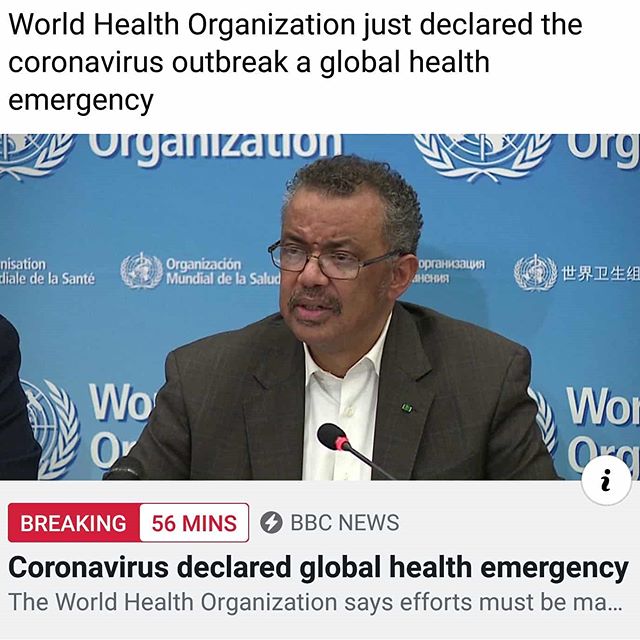 World Health Organization just declared the
coronavirus outbreak a global health
emergency
Organization
Org
nisation
diale de la Santé
Organización
Mundial de la Salud
организация
世界卫生组
Wo
Or
Wor
Org
i
BREAKING 56 MINS BBC NEWS
Coronavirus declared global health emergency
The World Health Organization says efforts must be ma...